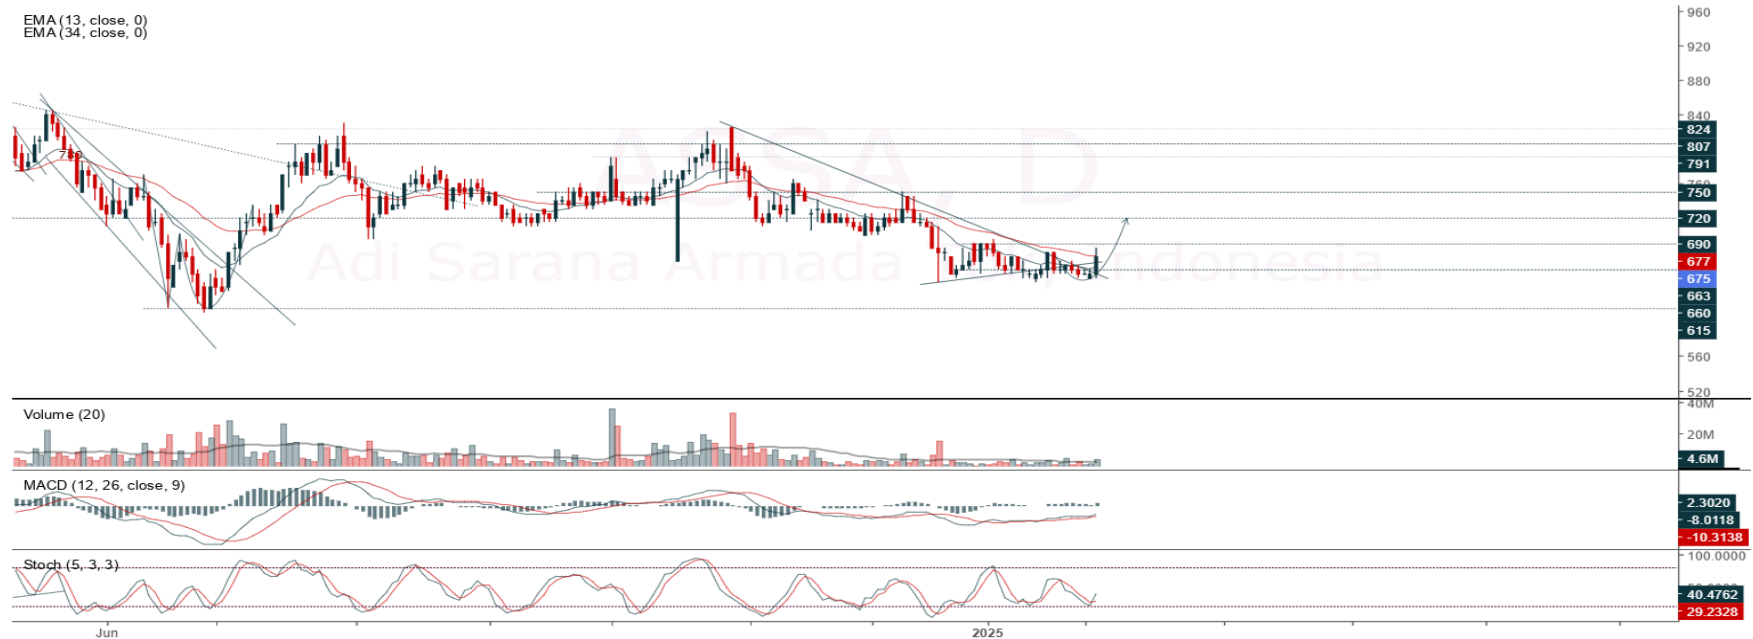 EMA (13, close, 0)
EMA (34, close, 0)
ASSA, D
Adi Sarana Armada
Indonesia
960
920
880
840
824
807
791
760
750
720
690
677
675
663
660
615
560
520
Volume (20)
40M
20M
4.6M
MACD (12, 26, close, 9)
2.3020
-8.0118
-10.3138
Stoch (5, 3, 3)
100.0000
40.4762
29.2328
Jun
2025